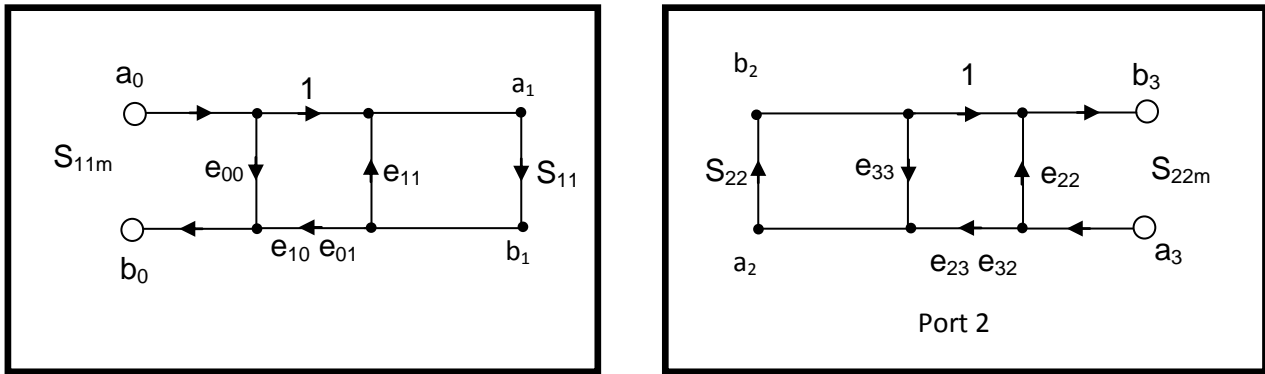 a₀ 1 a₁
S₁₁ₘ e₀₀ e₁₁ S₁₁
e₁₀ e₀₁
b₀ b₁
b₂ 1 b₃
S₂₂ e₃₃ e₂₂ S₂₂ₘ
a₂ e₂₃ e₃₂ a₃
Port 2